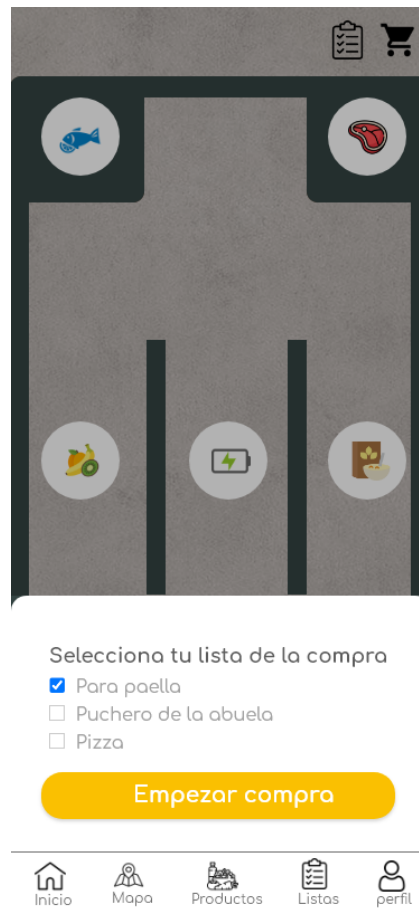 Selecciona tu lista de la compra
Para paella
Puchero de la abuela
Pizza
Empezar compra
Inicio
Mapa
Productos
Listas
perfil